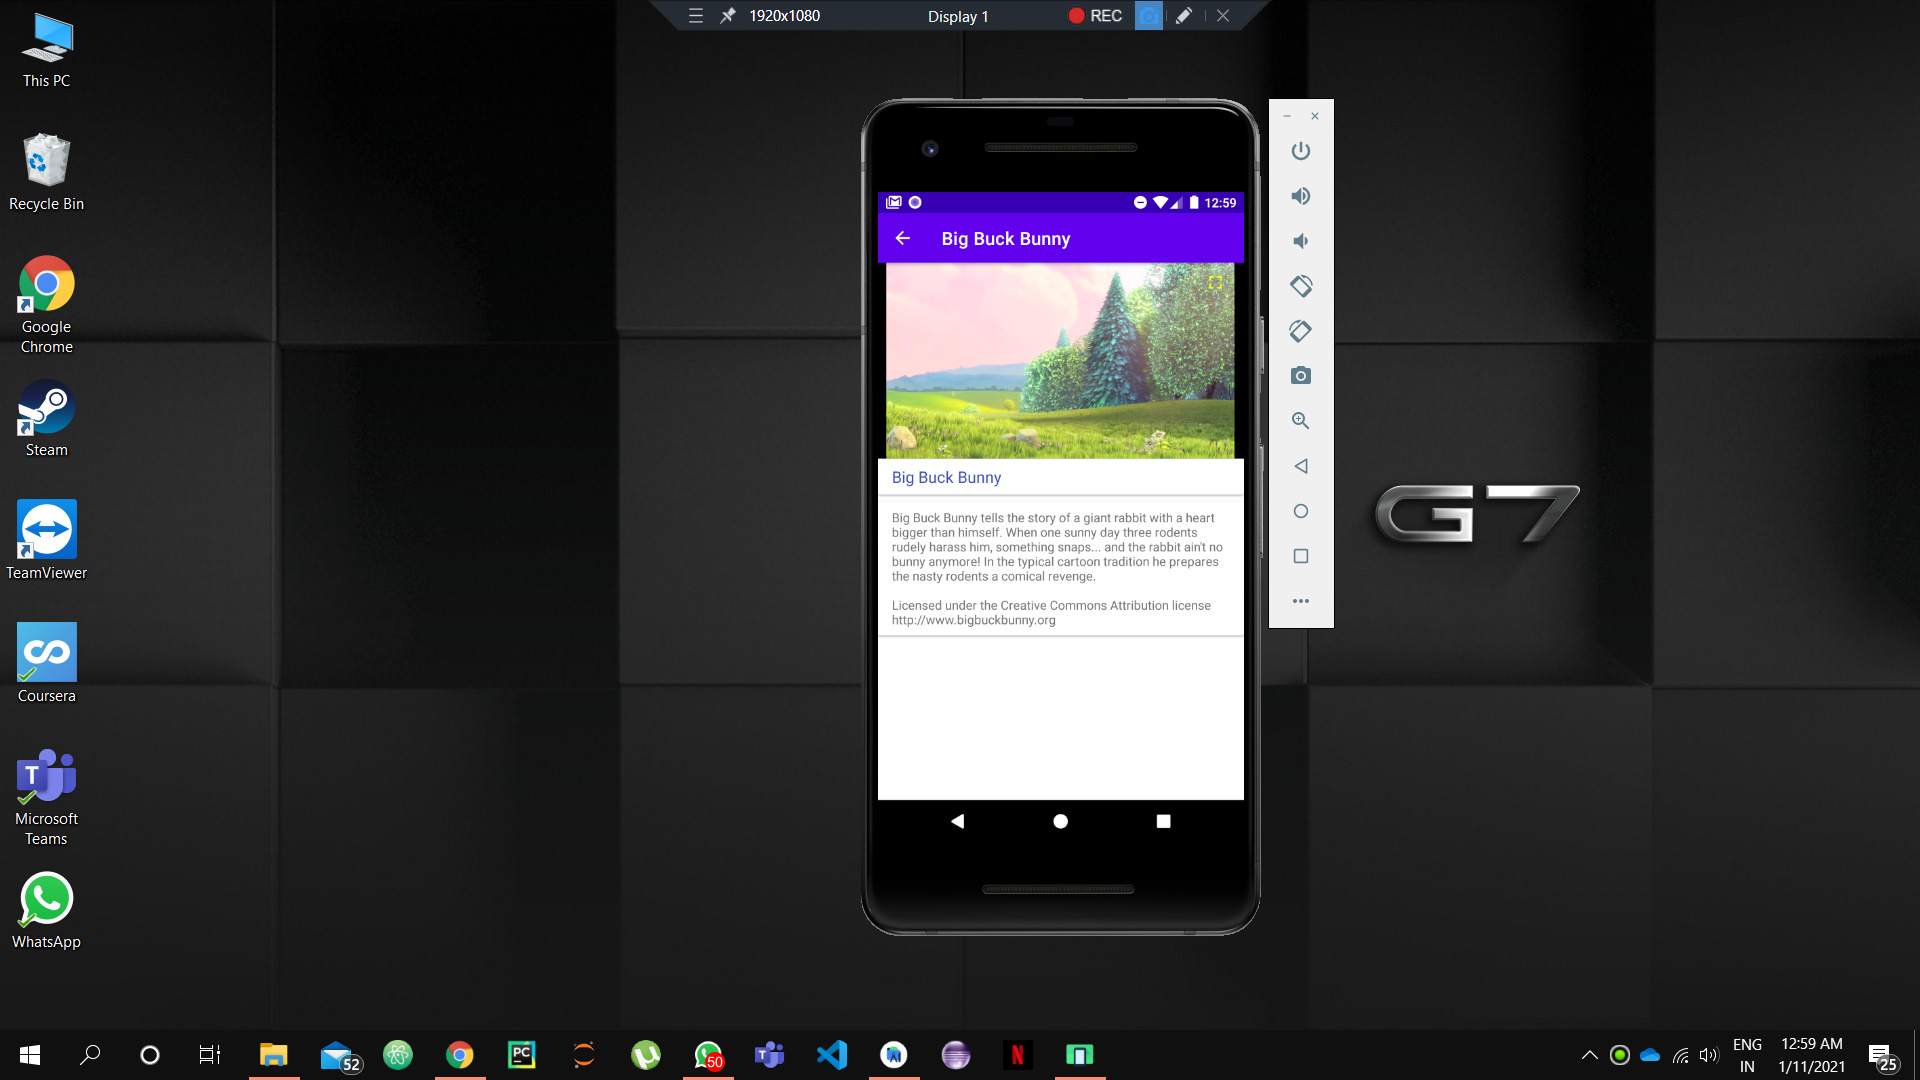 1920x1080
Display 1
REC
This PC
Recycle Bin
Google
Chrome
Steam
TeamViewer
Coursera
T
Microsoft
Teams
WhatsApp
12:59
Big Buck Bunny
Big Buck Bunny
Big Buck Bunny tells the story of a giant rabbit with a heart
bigger than himself. When one sunny day three rodents
rudely harass him, something snaps... and the rabbit ain't no
bunny anymore! In the typical cartoon tradition he prepares
the nasty rodents a comical revenge.
Licensed under the Creative Commons Attribution license
http://www.bigbuckbunny.org
G7
52
PC
50
T
N
ENG
IN
12:59 AM
1/11/2021
25